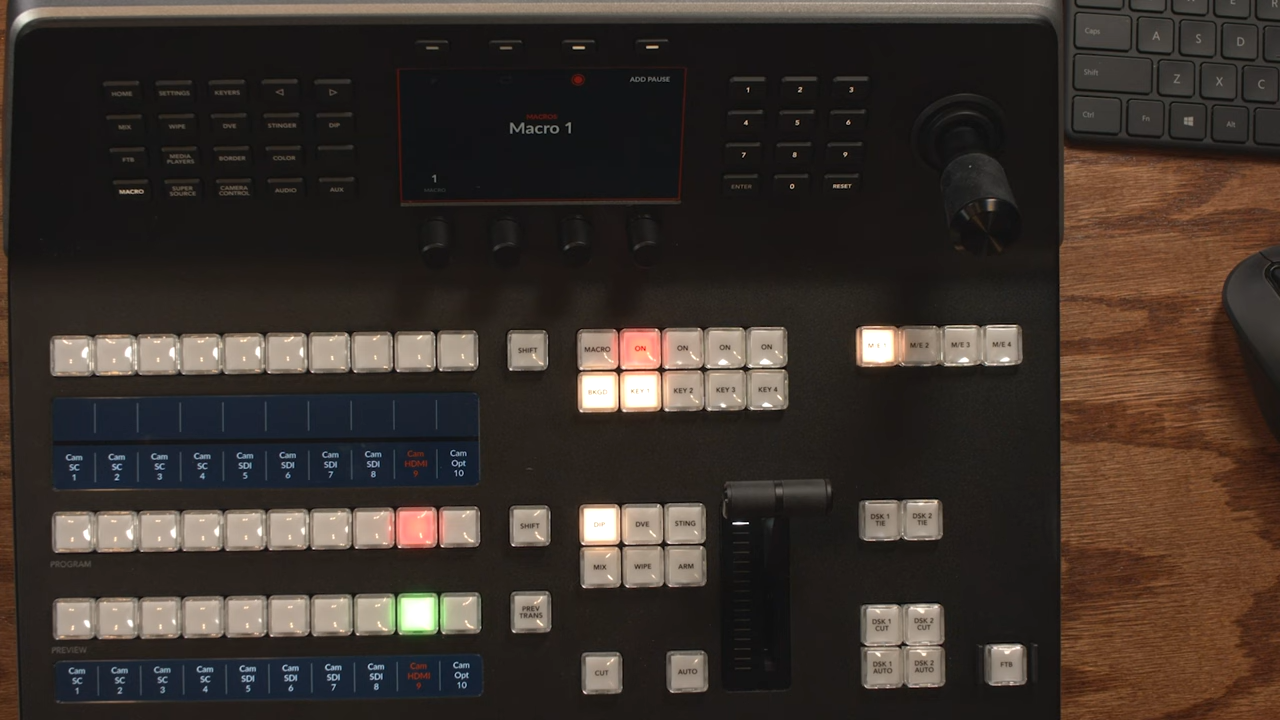 HOME SETTINGS KEYERS
MIX WIPE DVE STINGER DIP
FTB MEDIA PLAYERS BORDER COLOR
MACRO SUPER SOURCE CAMERA CONTROL AUDIO AUX
ADD PAUSE
MACROS
Macro 1
1
MACRO
1 2 3
4 5 6
7 8 9
ENTER 0 RESET
Caps A S D
Shift Z X C
Ctrl Fn Alt
SHIFT
MACRO ON ON ON ON
BKGD KEY 1 KEY 2 KEY 3 KEY 4
M/E 1 M/E 2 M/E 3 M/E 4
Cam SC 1
Cam SC 2
Cam SC 3
Cam SC 4
Cam SDI 5
Cam SDI 6
Cam SDI 7
Cam SDI 8
Cam HDMI 9
Cam Opt 10
PROGRAM
SHIFT
DIP DVE STING
MIX WIPE ARM
DSK 1 TIE
DSK 2 TIE
PREVIEW
PREV TRANS
CUT AUTO
DSK 1 CUT
DSK 2 CUT
DSK 1 AUTO
DSK 2 AUTO
FTB
Cam SC 1
Cam SC 2
Cam SC 3
Cam SC 4
Cam SDI 5
Cam SDI 6
Cam SDI 7
Cam SDI 8
Cam HDMI 9
Cam Opt 10